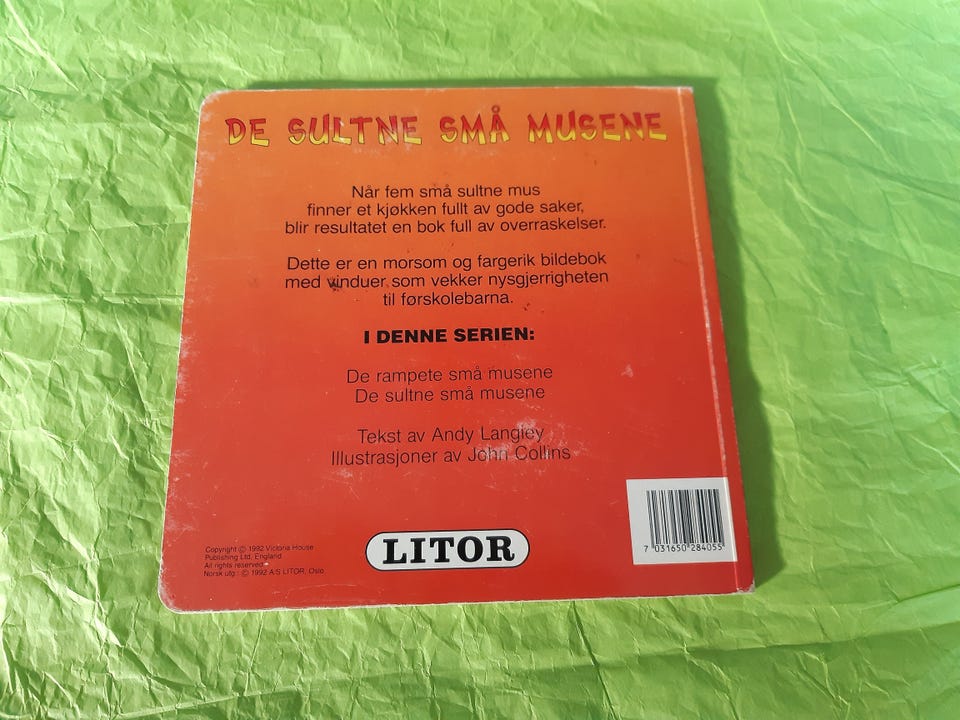 DE SULTNE SMÅ MUSENE
Når fem små sultne mus
finner et kjøkken fullt av gode saker,
blir resultatet en bok full av overraskelser.
Dette er en morsom og fargerik bildebok
med vinduer som vekker nysgjerrigheten
til førskolebarna.
I DENNE SERIEN:
De rampete små musene
De sultne små musene
Tekst av Andy Langley
Illustrasjoner av John Collins
Copyright © 1992 Victoria House
Publishing Ltd, England
All rights reserved
Norsk utg.: © 1992 A/S LITOR, Oslo
LITOR
7 031650 284055